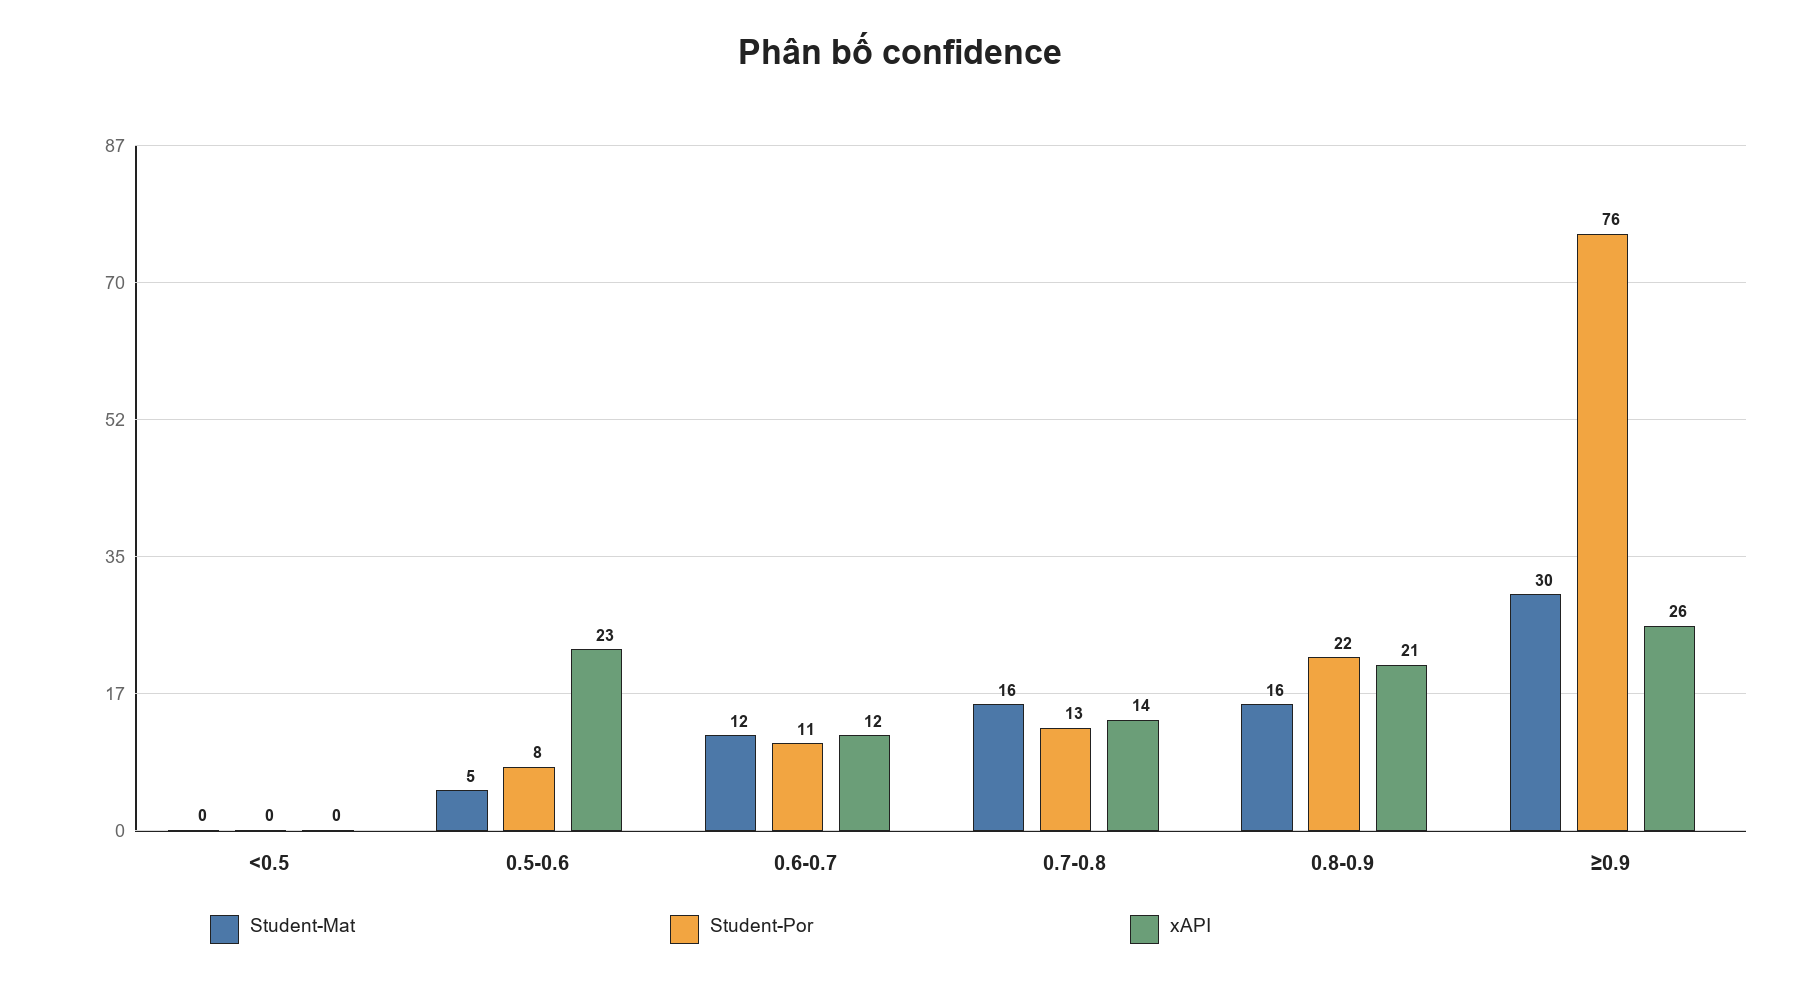 Phân bố confidence
87
70
52
35
17
0
0 0 0
5 8 23
12 11 12
16 13 14
16 22 21
30 76 26
<0.5 0.5-0.6 0.6-0.7 0.7-0.8 0.8-0.9 ≥0.9
Student-Mat Student-Por xAPI